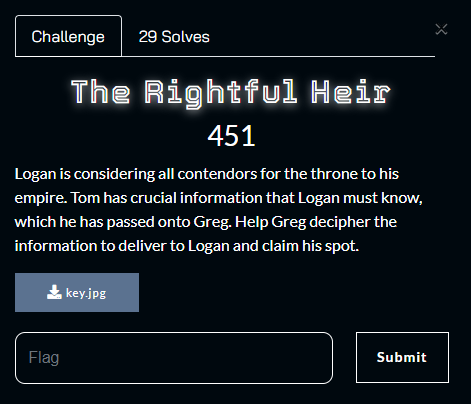 Challenge
29 Solves
The Rightful Heir
451
Logan is considering all contendors for the throne to his
empire. Tom has crucial information that Logan must know,
which he has passed onto Greg. Help Greg decipher the
information to deliver to Logan and claim his spot.
key.jpg
Flag
Submit